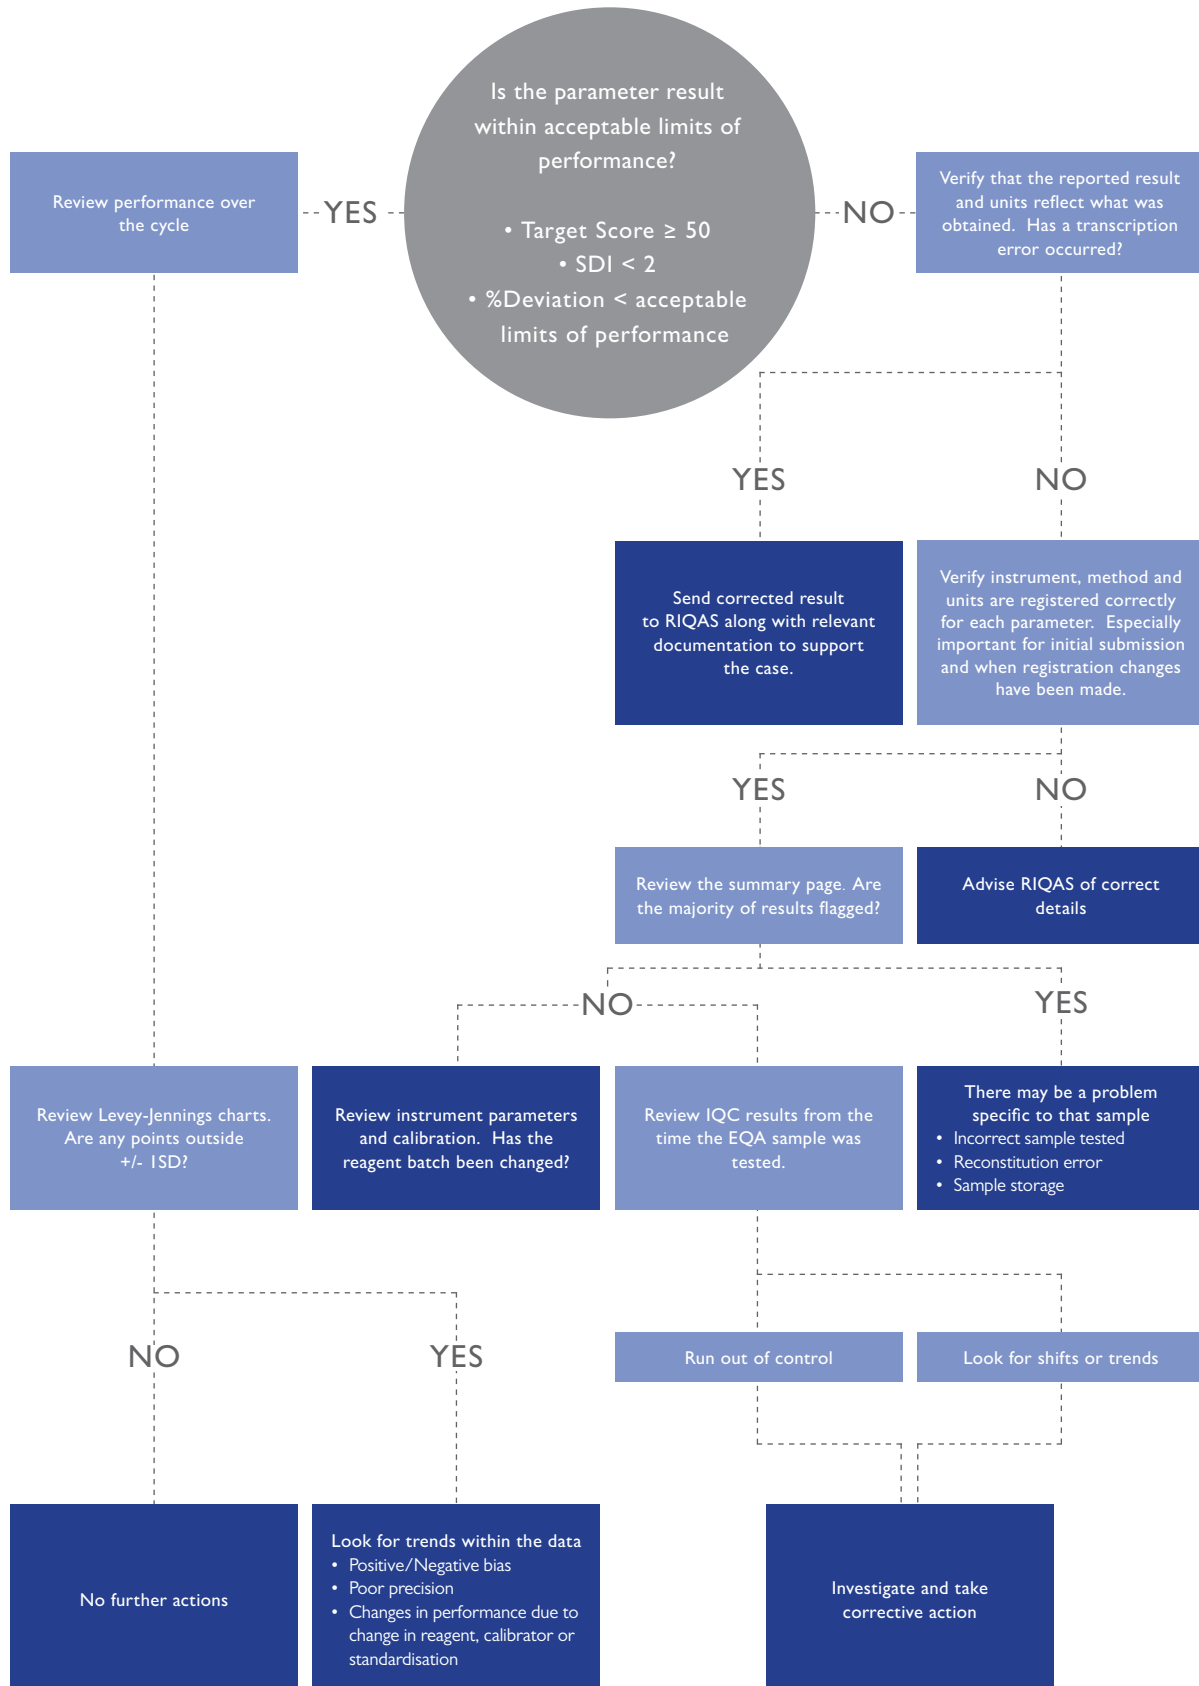 Is the parameter result
within acceptable limits of
performance?
• Target Score ≥ 50
• SDI < 2
• %Deviation < acceptable
limits of performance
YES
NO
Review performance over
the cycle
Verify that the reported result
and units reflect what was
obtained. Has a transcription
error occurred?
YES
NO
Send corrected result
to RIQAS along with relevant
documentation to support
the case.
Verify instrument, method and
units are registered correctly
for each parameter. Especially
important for initial submission
and when registration changes
have been made.
YES
NO
Review the summary page. Are
the majority of results flagged?
Advise RIQAS of correct
details
NO
YES
Review Levey-Jennings charts.
Are any points outside
+/- 1SD?
Review instrument parameters
and calibration. Has the
reagent batch been changed?
Review IQC results from the
time the EQA sample was
tested.
There may be a problem
specific to that sample
• Incorrect sample tested
• Reconstitution error
• Sample storage
NO
YES
Run out of control
Look for shifts or trends
No further actions
Look for trends within the data
• Positive/Negative bias
• Poor precision
• Changes in performance due to
change in reagent, calibrator or
standardisation
Investigate and take
corrective action